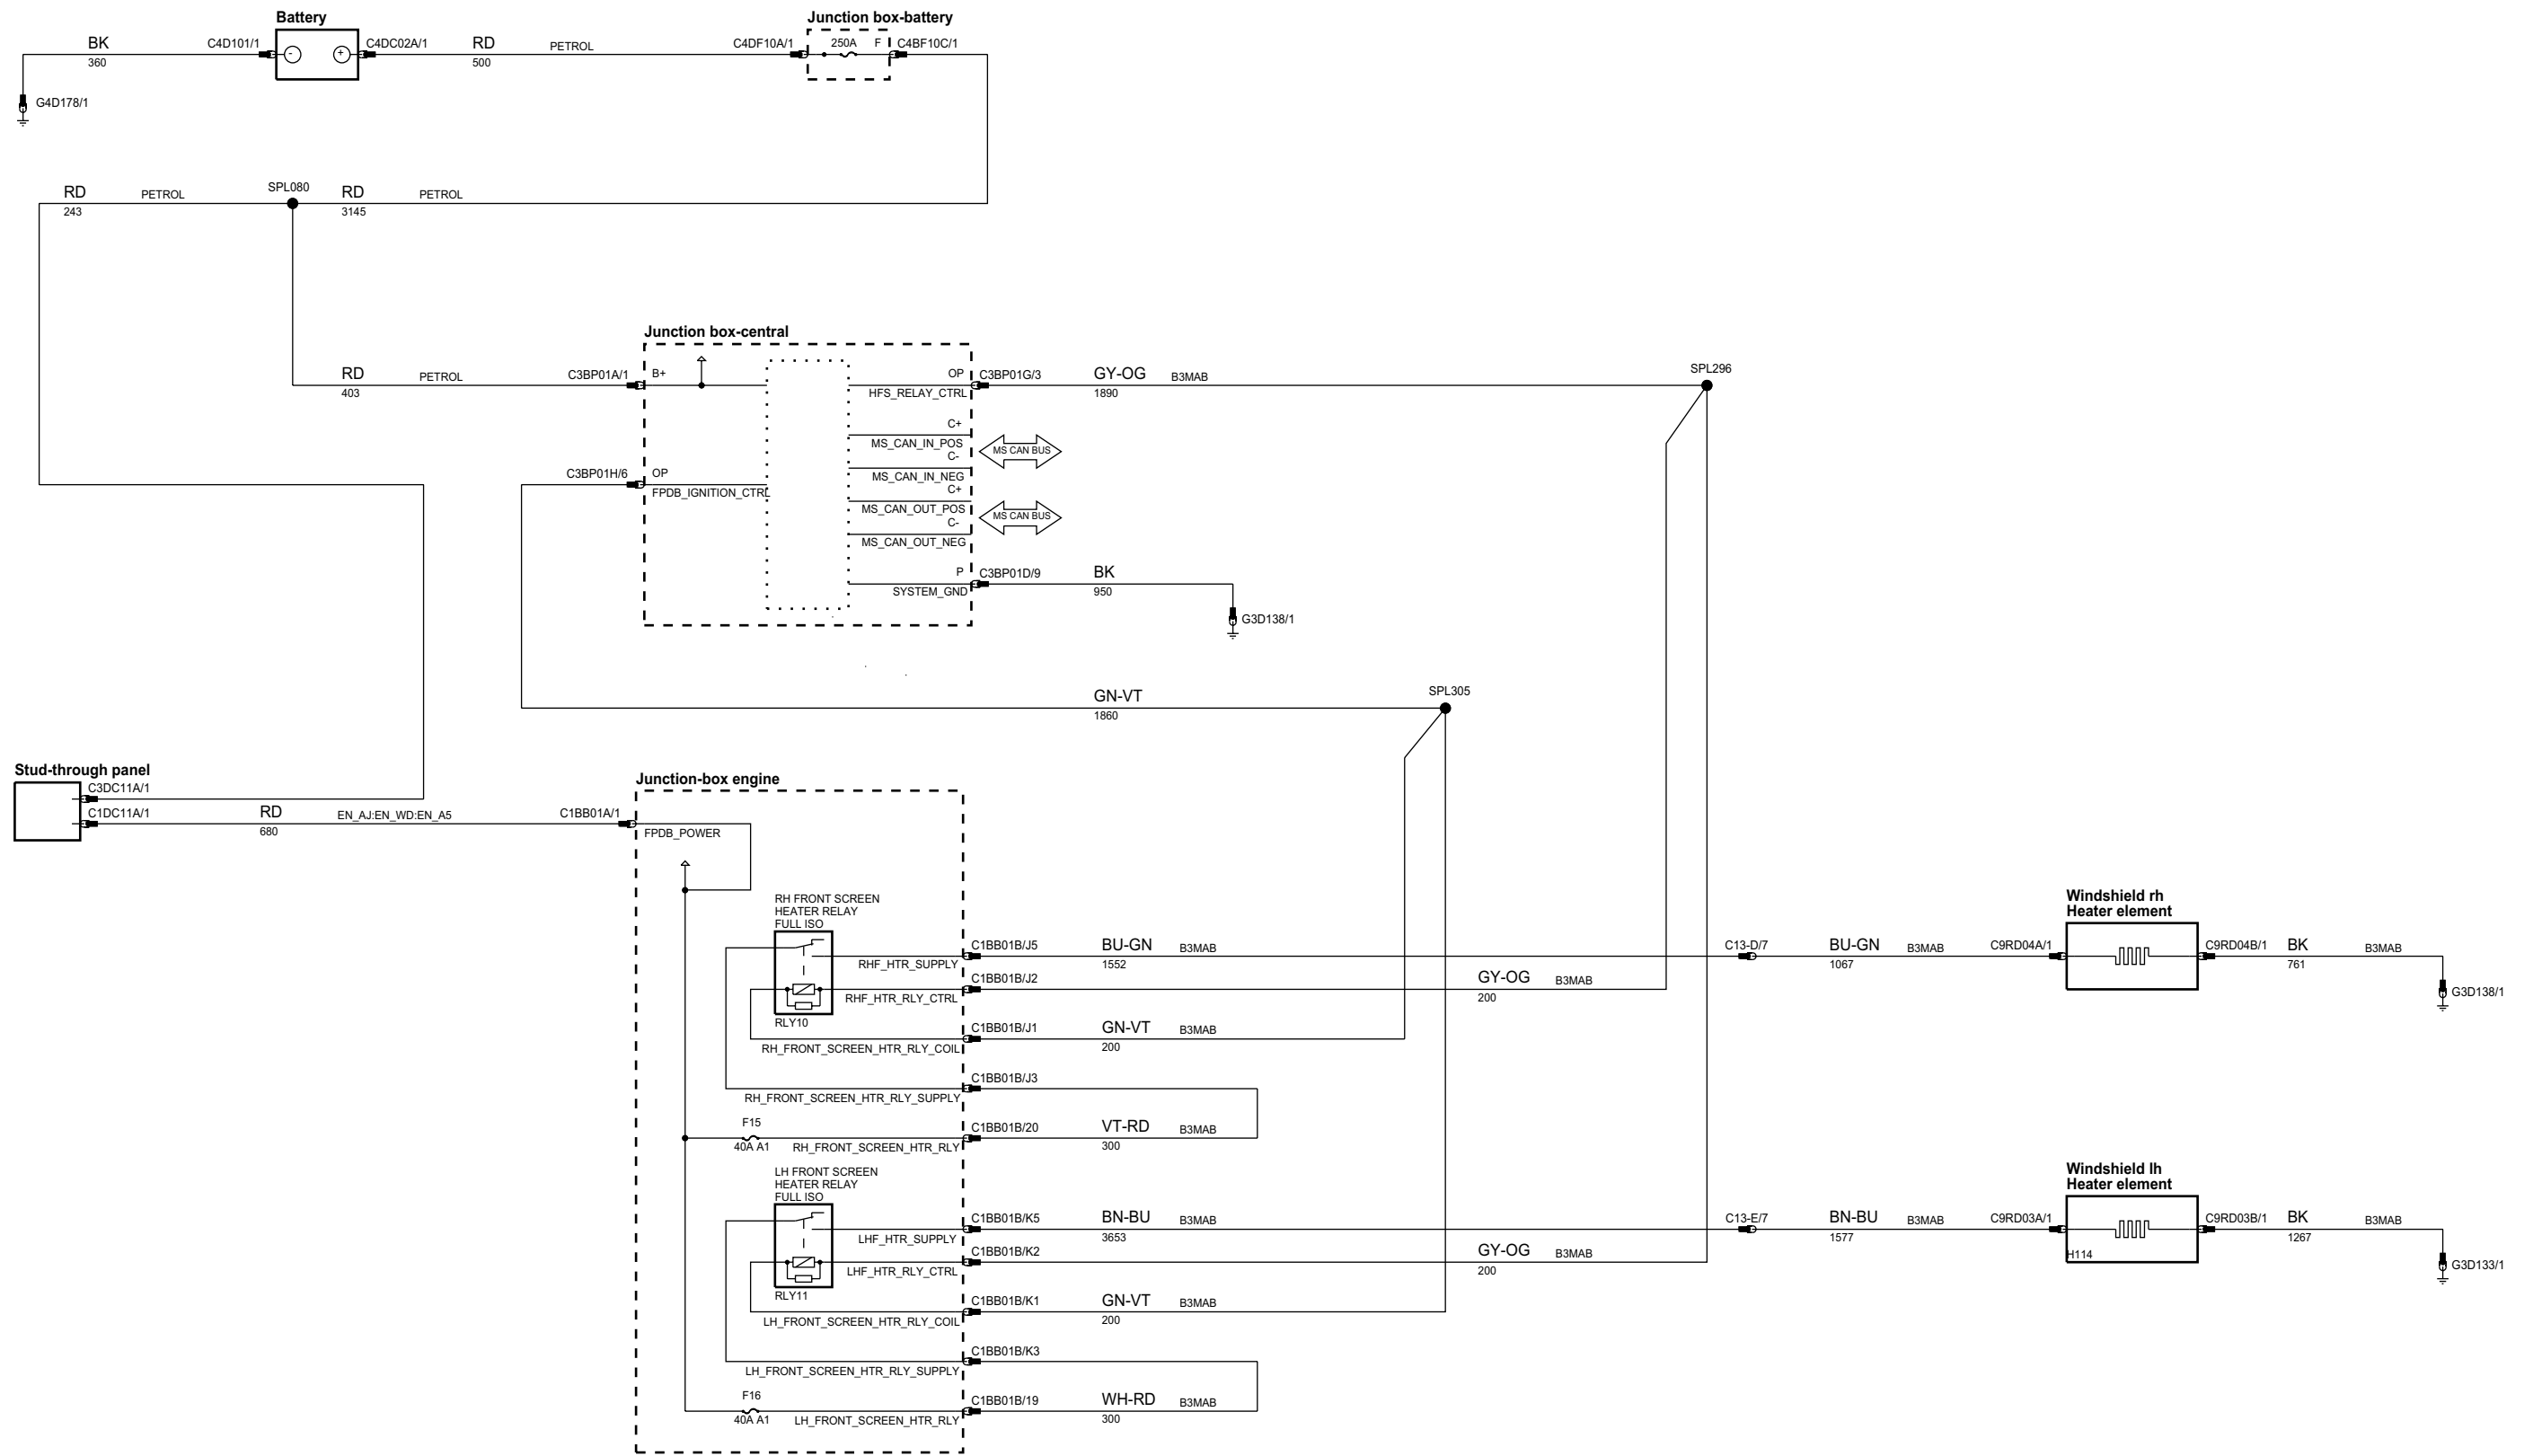 Battery
Junction box-battery
BK
360
C4D101/1
-
+
C4DC02A/1
RD
500
PETROL
C4DF10A/1
250A
F
C4BF10C/1
G4D178/1
RD
243
PETROL
SPL080
RD
3145
PETROL
Junction box-central
RD
403
PETROL
C3BP01A/1
B+
OP
HFS_RELAY_CTRL
C3BP01G/3
GY-OG
1890
B3MAB
SPL296
C+
MS_CAN_IN_POS
C-
MS_CAN_IN_NEG
MS CAN BUS
C3BP01H/6
OP
FPDB_IGNITION_CTRL
C+
MS_CAN_OUT_POS
C-
MS_CAN_OUT_NEG
MS CAN BUS
P
SYSTEM_GND
C3BP01D/9
BK
950
G3D138/1
GN-VT
1860
SPL305
Stud-through panel
C3DC11A/1
C1DC11A/1
RD
680
EN_AJ:EN_WD:EN_A5
C1BB01A/1
Junction-box engine
FPDB_POWER
RH FRONT SCREEN
HEATER RELAY
FULL ISO
RLY10
RHF_HTR_SUPPLY
C1BB01B/J5
BU-GN
1552
B3MAB
C13-D/7
BU-GN
1067
B3MAB
C9RD04A/1
Windshield rh
Heater element
C9RD04B/1
BK
761
B3MAB
G3D138/1
RHF_HTR_RLY_CTRL
C1BB01B/J2
GY-OG
200
B3MAB
RH_FRONT_SCREEN_HTR_RLY_COIL
C1BB01B/J1
GN-VT
200
B3MAB
RH_FRONT_SCREEN_HTR_RLY_SUPPLY
C1BB01B/J3
F15
40A A1
RH_FRONT_SCREEN_HTR_RLY
C1BB01B/20
VT-RD
300
B3MAB
LH FRONT SCREEN
HEATER RELAY
FULL ISO
RLY11
LHF_HTR_SUPPLY
C1BB01B/K5
BN-BU
3653
B3MAB
C13-E/7
BN-BU
1577
B3MAB
C9RD03A/1
Windshield lh
Heater element
H114
C9RD03B/1
BK
1267
B3MAB
G3D133/1
LHF_HTR_RLY_CTRL
C1BB01B/K2
GY-OG
200
B3MAB
LH_FRONT_SCREEN_HTR_RLY_COIL
C1BB01B/K1
GN-VT
200
B3MAB
LH_FRONT_SCREEN_HTR_RLY_SUPPLY
C1BB01B/K3
F16
40A A1
LH_FRONT_SCREEN_HTR_RLY
C1BB01B/19
WH-RD
300
B3MAB